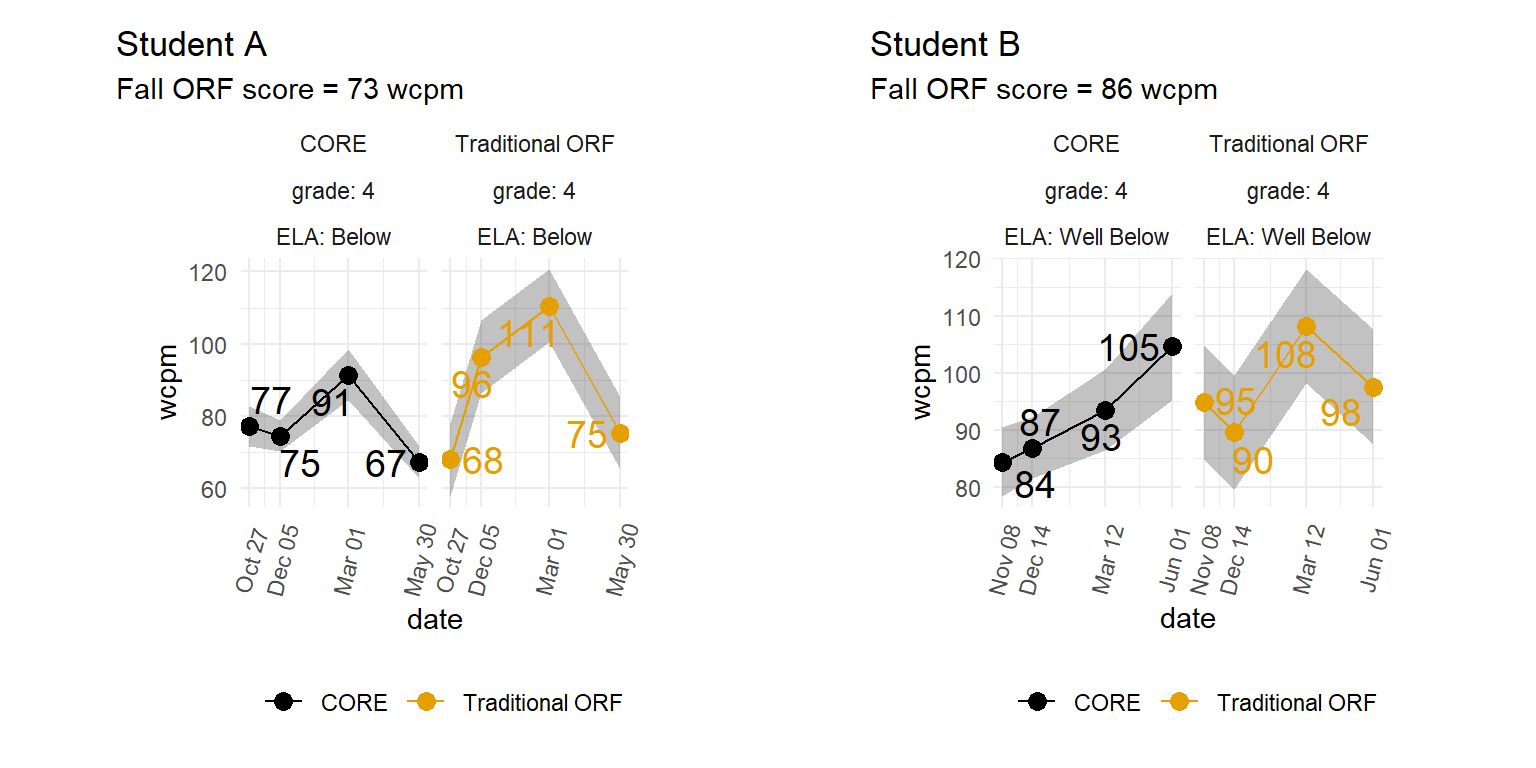 Student A
Fall ORF score = 73 wcpm
CORE
Traditional ORF
grade: 4
grade: 4
ELA: Below
ELA: Below
wcpm
120
100
80
60
77
75
91
67
68
96
111
75
Oct 27
Dec 05
Mar 01
May 30
Oct 27
Dec 05
Mar 01
May 30
date
CORE
Traditional ORF
Student B
Fall ORF score = 86 wcpm
CORE
Traditional ORF
grade: 4
grade: 4
ELA: Well Below
ELA: Well Below
wcpm
120
110
100
90
80
84
87
93
105
95
90
108
98
Nov 08
Dec 14
Mar 12
Jun 01
Nov 08
Dec 14
Mar 12
Jun 01
date
CORE
Traditional ORF